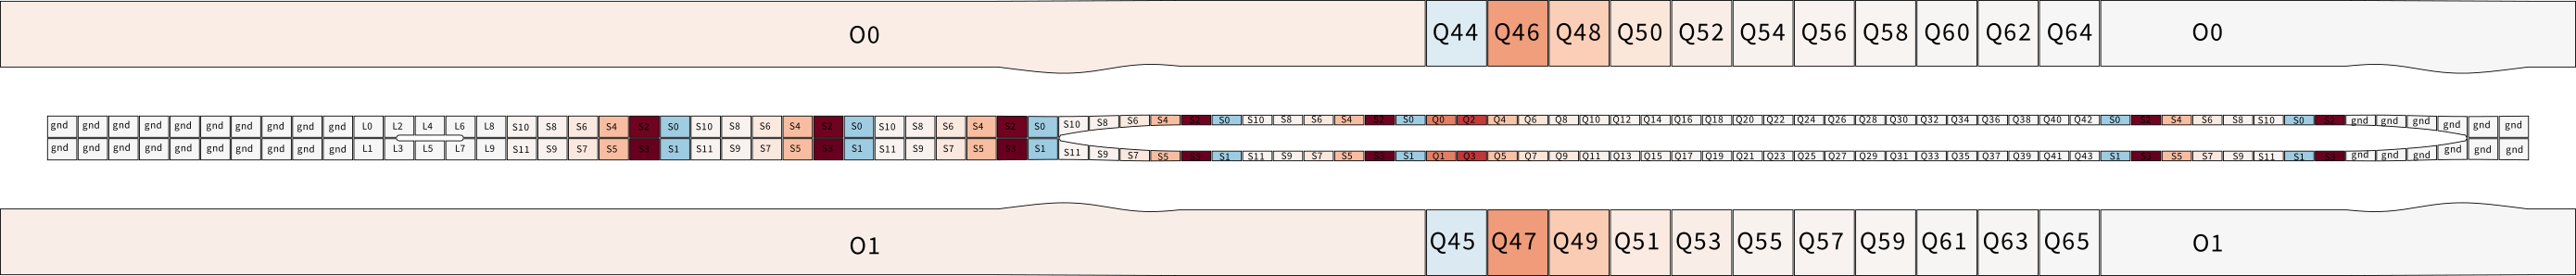 O0 Q44 Q46 Q48 Q50 Q52 Q54 Q56 Q58 Q60 Q62 Q64 O0
gnd gnd gnd gnd gnd gnd gnd gnd gnd gnd L0 L2 L4 L6 L8 S10 S8 S6 S4 S2 S0 S10 S8 S6 S4 S2 S0 S10 S8 S6 S4 S2 S0 S10 S8 S6 S4 S2 S0 S10 S8 S6 S4 S2 S0 Q0 Q2 Q4 Q6 Q8 Q10 Q12 Q14 Q16 Q18 Q20 Q22 Q24 Q26 Q28 Q30 Q32 Q34 Q36 Q38 Q40 Q42 S0 S2 S4 S6 S8 S10 S0 S2 gnd gnd gnd gnd gnd gnd
gnd gnd gnd gnd gnd gnd gnd gnd gnd gnd L1 L3 L5 L7 L9 S11 S9 S7 S5 S3 S1 S11 S9 S7 S5 S3 S1 S11 S9 S7 S5 S3 S1 S11 S9 S7 S5 S3 S1 S11 S9 S7 S5 S3 S1 Q1 Q3 Q5 Q7 Q9 Q11 Q13 Q15 Q17 Q19 Q21 Q23 Q25 Q27 Q29 Q31 Q33 Q35 Q37 Q39 Q41 Q43 S1 S3 S5 S7 S9 S11 S1 S3 gnd gnd gnd gnd gnd gnd
O1 Q45 Q47 Q49 Q51 Q53 Q55 Q57 Q59 Q61 Q63 Q65 O1